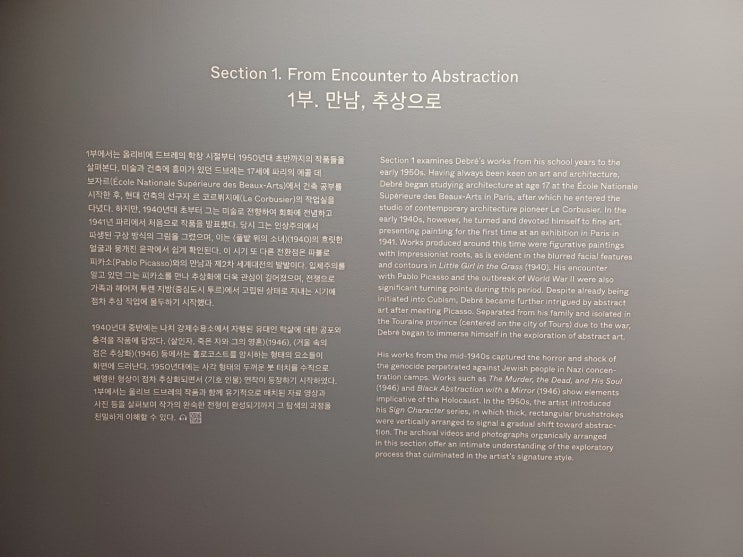 Section 1. From Encounter to Abstraction
1부. 만남, 추상으로
1부에서는 올리비에 드브레의 학창 시절부터 1950년대 초반까지의 작품들을
살펴본다. 미술과 건축에 흥미가 있던 드브레는 17세에 파리의 에콜 데
보자르(École Nationale Supérieure des Beaux-Arts)에서 건축 공부를
시작한 후, 현대 건축의 선구자 르 코르뷔지에(Le Corbusier)의 작업실을
다녔다. 하지만, 1940년대 초부터 그는 미술로 전향하여 회화에 전념하고
1941년 파리에서 처음으로 작품을 발표했다. 당시 그는 인상주의에서
파생된 구상 방식의 그림을 그렸으며, 이는 〈풀밭 위의 소녀〉(1940)의 흐릿한
얼굴과 뭉개진 윤곽에서 쉽게 확인된다. 이 시기 또 다른 전환점은 파블로
피카소(Pablo Picasso)와의 만남과 제2차 세계대전의 발발이다. 입체주의를
알고 있던 그는 피카소를 만나 추상화에 더욱 관심이 깊어졌으며, 전쟁으로
가족과 헤어져 투렌 지방(중심도시 투르)에서 고립된 상태로 지내는 시기에
점차 추상 작업에 몰두하기 시작했다.
1940년대 중반에는 나치 강제수용소에서 자행된 유대인 학살에 대한 공포와
충격을 작품에 담았다. 〈살인자, 죽은 자와 그의 영혼〉(1946), 〈거울 속의
검은 추상화〉(1946) 등에서는 홀로코스트를 암시하는 형태의 요소들이
화면에 드러난다. 1950년대에는 사각 형태의 두꺼운 붓 터치를 수직으로
배열한 형상이 점차 추상화되면서 〈기호 인물〉 연작이 등장하기 시작하였다.
1부에서는 올리브 드브레의 작품과 함께 유기적으로 배치된 자료 영상과
사진 등을 살펴보며 작가의 완숙한 전형이 완성되기까지 그 탐색의 과정을
친밀하게 이해할 수 있다.
Section 1 examines Debré's works from his school years to the
early 1950s. Having always been keen on art and architecture,
Debré began studying architecture at age 17 at the École Nationale
Supérieure des Beaux-Arts in Paris, after which he entered the
studio of contemporary architecture pioneer Le Corbusier. In the
early 1940s, however, he turned and devoted himself to fine art,
presenting painting for the first time at an exhibition in Paris in
1941. Works produced around this time were figurative paintings
with Impressionist roots, as is evident in the blurred facial features
and contours in Little Girl in the Grass (1940). His encounter
with Pablo Picasso and the outbreak of World War II were also
significant turning points during this period. Despite already being
initiated into Cubism, Debré became further intrigued by abstract
art after meeting Picasso. Separated from his family and isolated in
the Touraine province (centered on the city of Tours) due to the war,
Debré began to immerse himself in the exploration of abstract art.
His works from the mid-1940s captured the horror and shock of
the genocide perpetrated against Jewish people in Nazi concen-
tration camps. Works such as The Murder, the Dead, and His Soul
(1946) and Black Abstraction with a Mirror (1946) show elements
implicative of the Holocaust. In the 1950s, the artist introduced
his Sign Character series, in which thick, rectangular brushstrokes
were vertically arranged to signal a gradual shift toward abstrac-
tion. The archival videos and photographs organically arranged
in this section offer an intimate understanding of the exploratory
process that culminated in the artist's signature style.